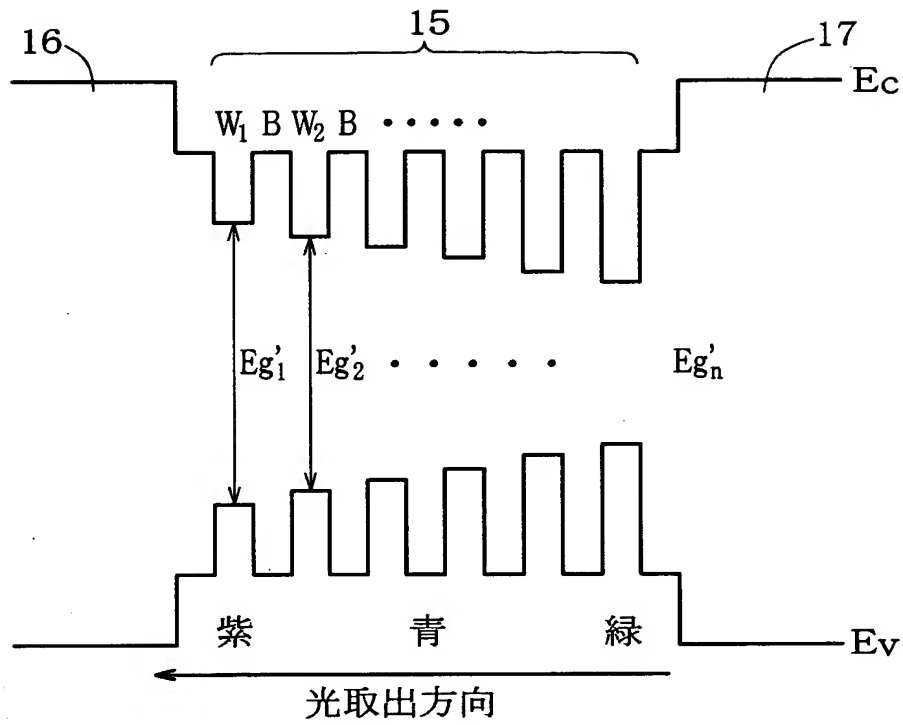 15
16
17
Ec
W₁ B W₂ B ・・・・・
Eg'₁ Eg'₂ ・・・・・ Eg'n
紫 青 緑
Ev
光取出方向